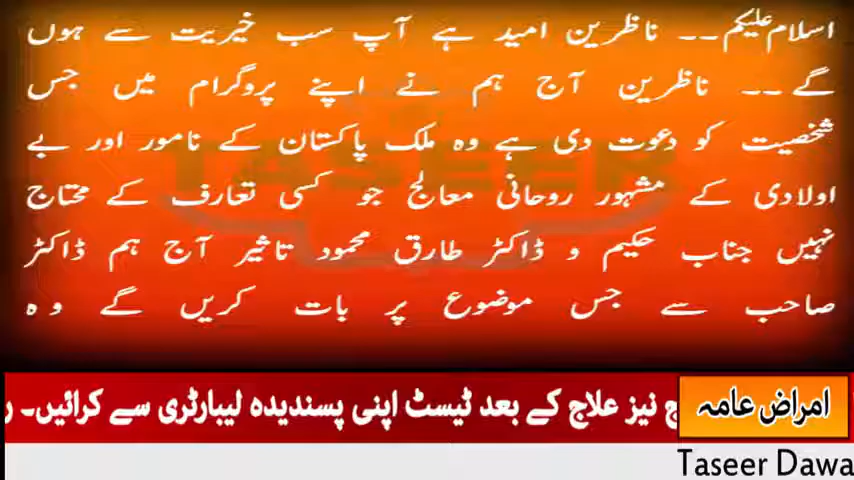 اسلام علیکم ۔۔ ناظرین امید ہے آپ سب خیریت سے ہوں
گے ۔۔ ناظرین آج ہم نے اپنے پروگرام میں جس
شخصیت کو دعوت دی ہے وہ ملک پاکستان کے نامور اور بے
اولادی کے مشہور روحانی معالج جو کسی تعارف کے محتاج
نہیں جناب حکیم و ڈاکٹر طارق محمود تاثیر آج ہم ڈاکٹر
صاحب سے جس موضوع پر بات کریں گے وہ
امراض عامہ
نیز علاج کے بعد ٹیسٹ اپنی پسندیدہ لیبارٹری سے کرائیں۔
Taseer Dawa